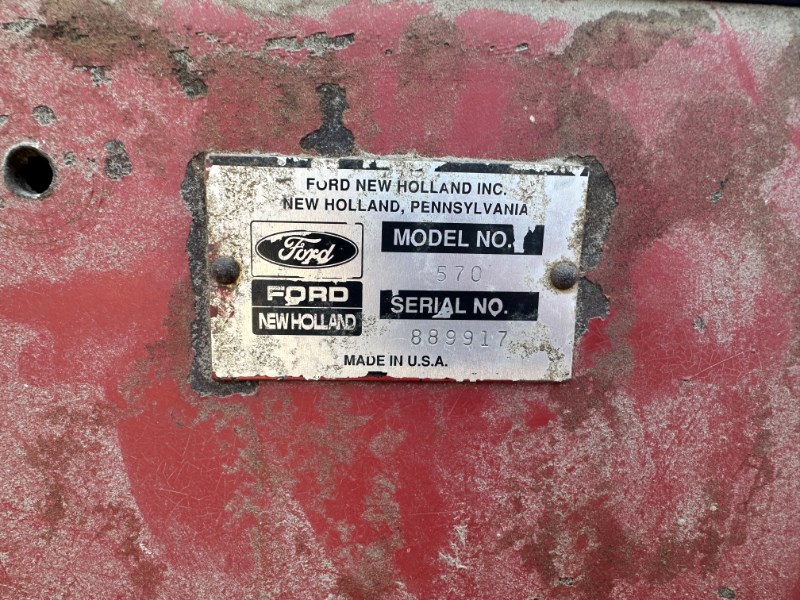 FORD NEW HOLLAND INC.
NEW HOLLAND, PENNSYLVANIA
Ford
FORD
NEW HOLLAND
MODEL NO.
570
SERIAL NO.
889917
MADE IN U.S.A.